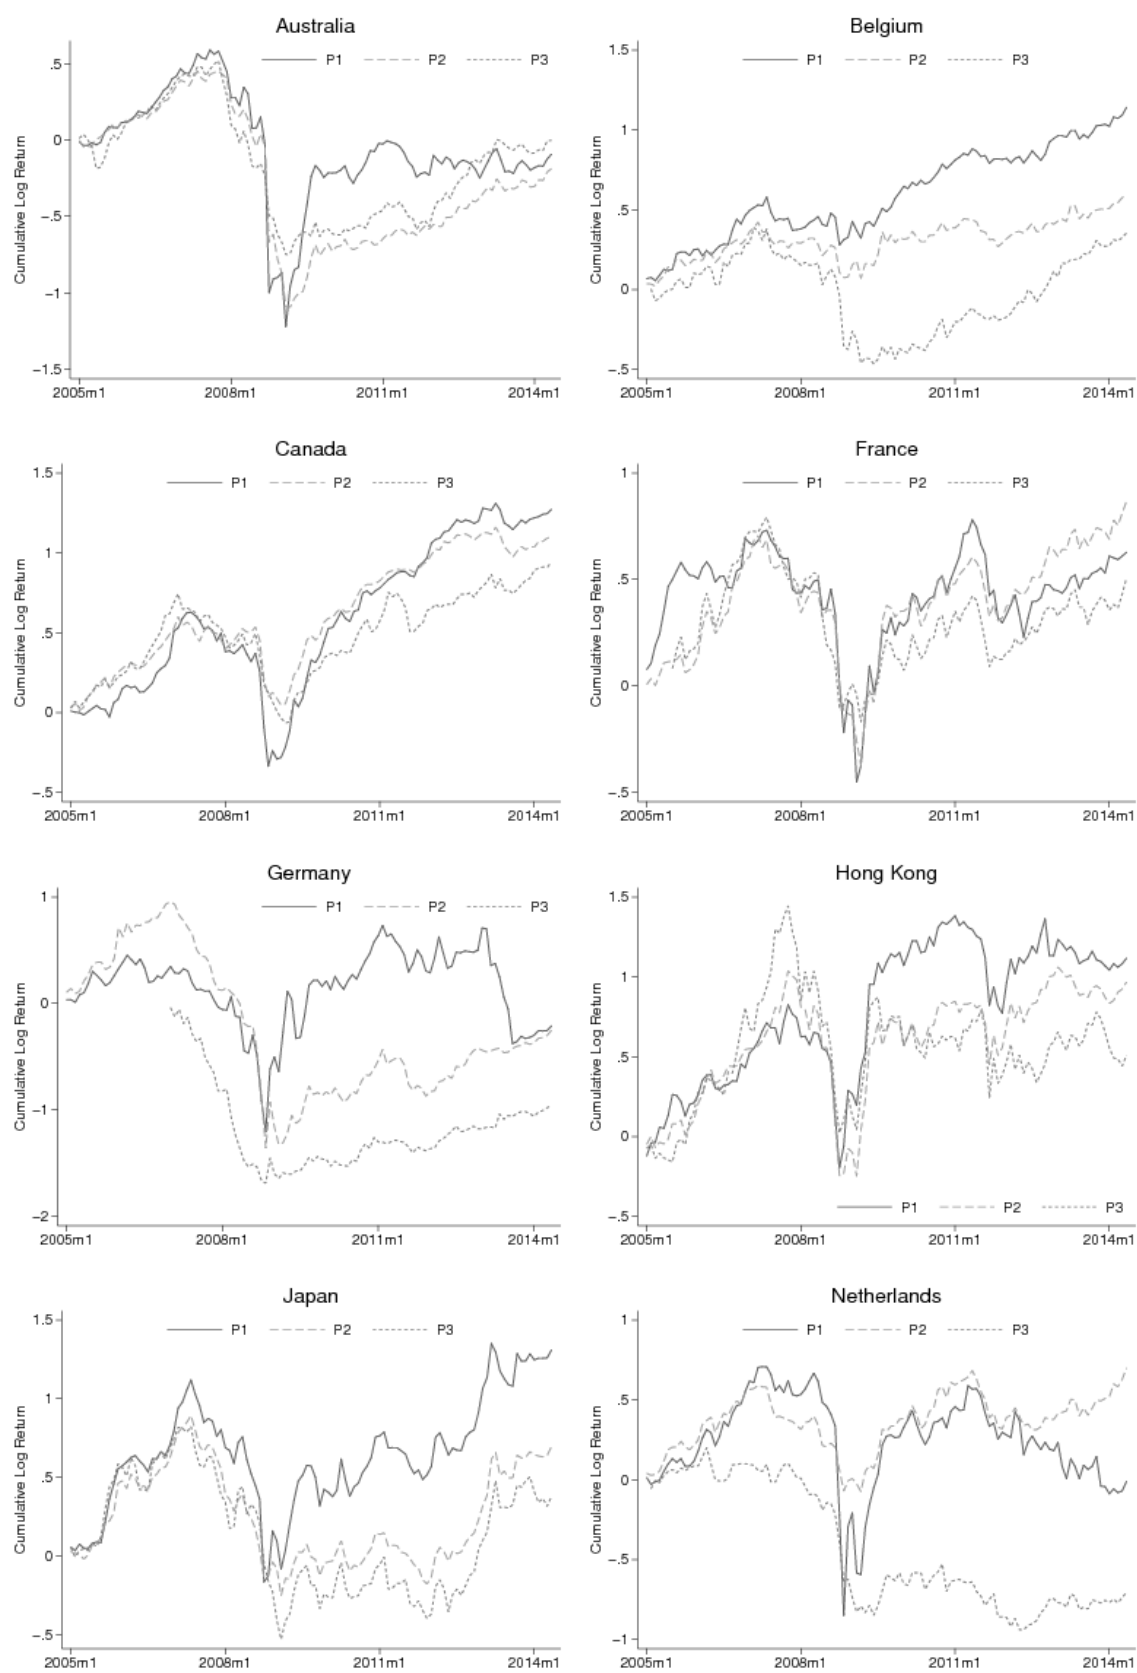 Australia
P1 P2 P3
Cumulative Log Return
.5
0
−.5
−1
−1.5
2005m1 2008m1 2011m1 2014m1
Belgium
P1 P2 P3
Cumulative Log Return
1.5
1
.5
0
−.5
2005m1 2008m1 2011m1 2014m1
Canada
P1 P2 P3
Cumulative Log Return
1.5
1
.5
0
−.5
2005m1 2008m1 2011m1 2014m1
France
P1 P2 P3
Cumulative Log Return
1
.5
0
−.5
2005m1 2008m1 2011m1 2014m1
Germany
P1 P2 P3
Cumulative Log Return
1
0
−1
−2
2005m1 2008m1 2011m1 2014m1
Hong Kong
Cumulative Log Return
1.5
1
.5
0
−.5
P1 P2 P3
2005m1 2008m1 2011m1 2014m1
Japan
P1 P2 P3
Cumulative Log Return
1.5
1
.5
0
−.5
2005m1 2008m1 2011m1 2014m1
Netherlands
P1 P2 P3
Cumulative Log Return
1
.5
0
−.5
−1
2005m1 2008m1 2011m1 2014m1